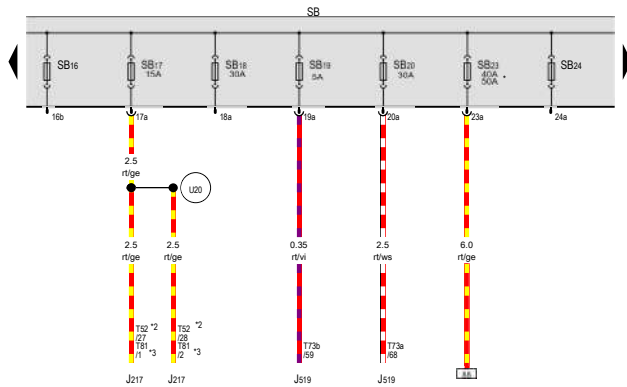 SB
SB16
SB17
15A
SB18
30A
SB19
5A
SB20
30A
SB23
40A
50A *
SB24
16b
17a
18a
19a
20a
23a
24a
2.5
rt/ge
U20
2.5
rt/ge
2.5
rt/ge
0.35
rt/vi
2.5
rt/ws
6.0
rt/ge
T52 *2
/27
T81
/1 *3
T52 *2
/28
T81
/2 *3
T73b
/59
T73a
/68
J217
J217
J519
J519